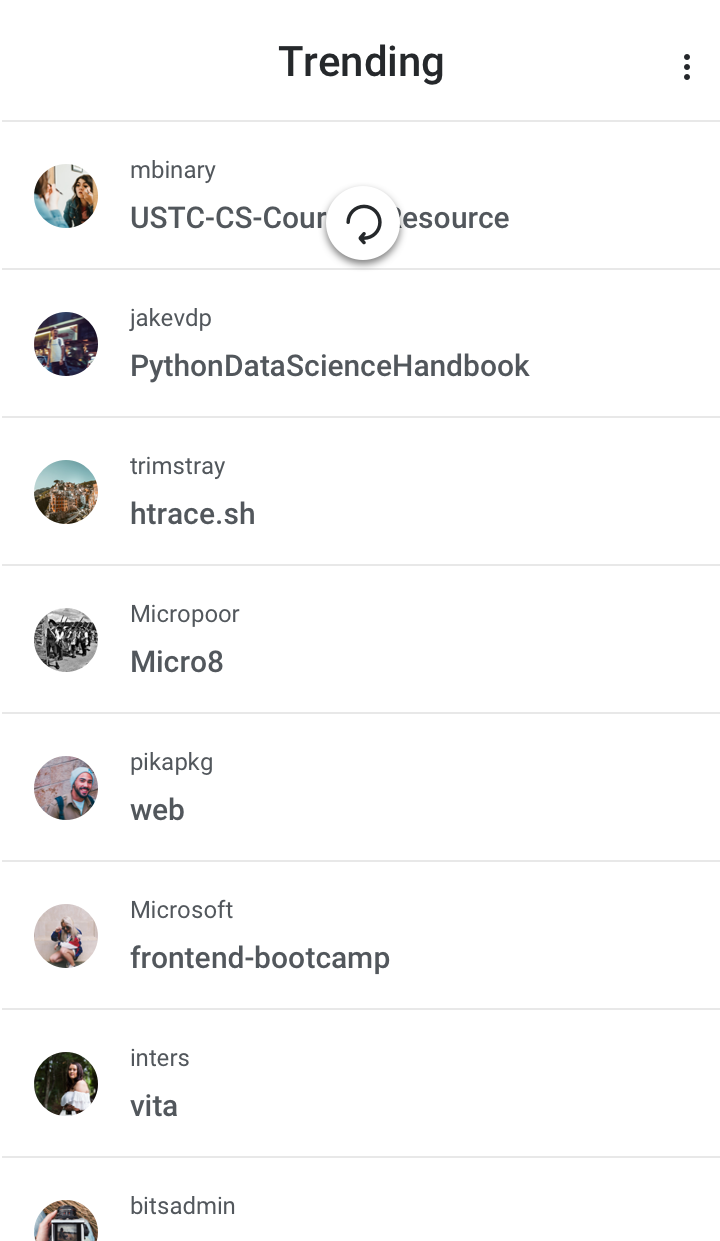 Trending
mbinary
USTC-CS-Cour esource
jakevdp
PythonDataScienceHandbook
trimstray
htrace.sh
Micropoor
Micro8
pikapkg
web
Microsoft
frontend-bootcamp
inters
vita
bitsadmin